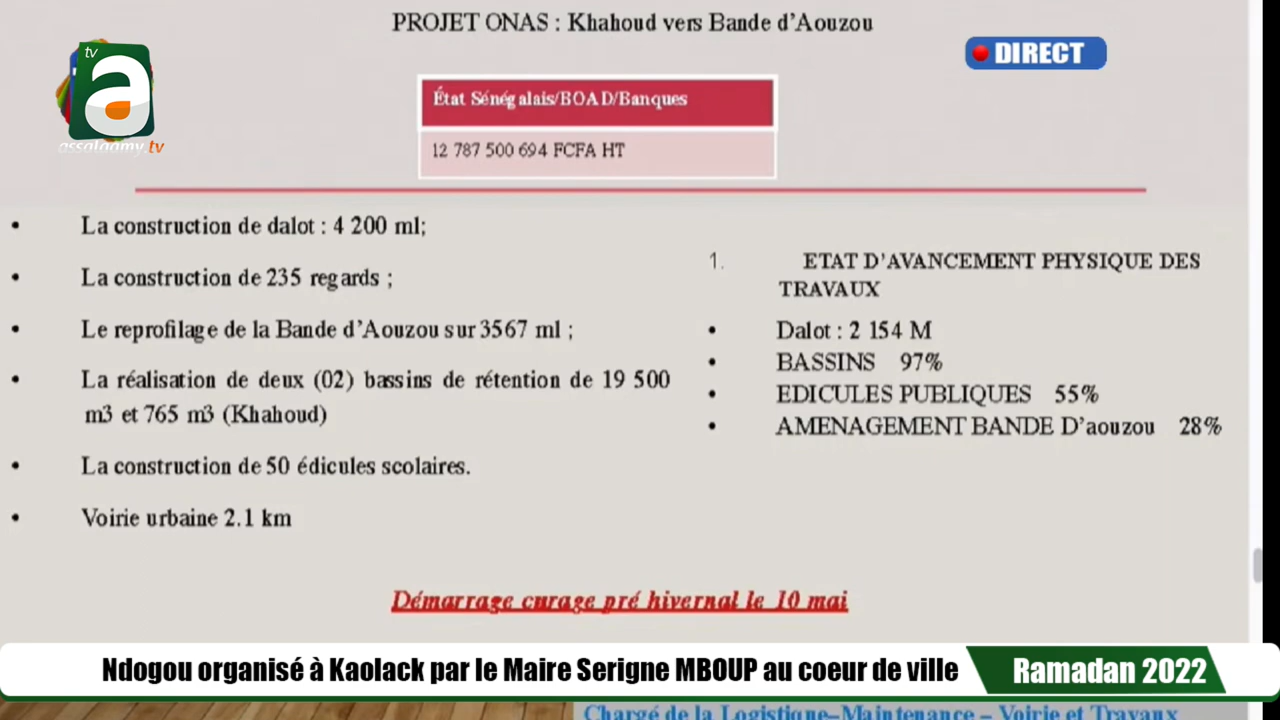 PROJET ONAS : Khahoud vers Bande d'Aouzou
DIRECT
tv
a
assalaamy.tv
État Sénégalais/BOAD/Banques
12 787 500 694 FCFA HT
• La construction de dalot : 4 200 ml;
• La construction de 235 regards ;
• Le reprofilage de la Bande d'Aouzou sur 3567 ml ;
• La réalisation de deux (02) bassins de rétention de 19 500
m3 et 765 m3 (Khahoud)
• La construction de 50 édicules scolaires.
• Voirie urbaine 2.1 km
1. ETAT D'AVANCEMENT PHYSIQUE DES
TRAVAUX
• Dalot : 2 154 M
• BASSINS 97%
• EDICULES PUBLIQUES 55%
• AMENAGEMENT BANDE D'aouzou 28%
Démarrage curage pré hivernal le 10 mai
Ndogou organisé à Kaolack par le Maire Serigne MBOUP au coeur de ville
Ramadan 2022
Chargé de la Logistique–Maintenance – Voirie et Travaux